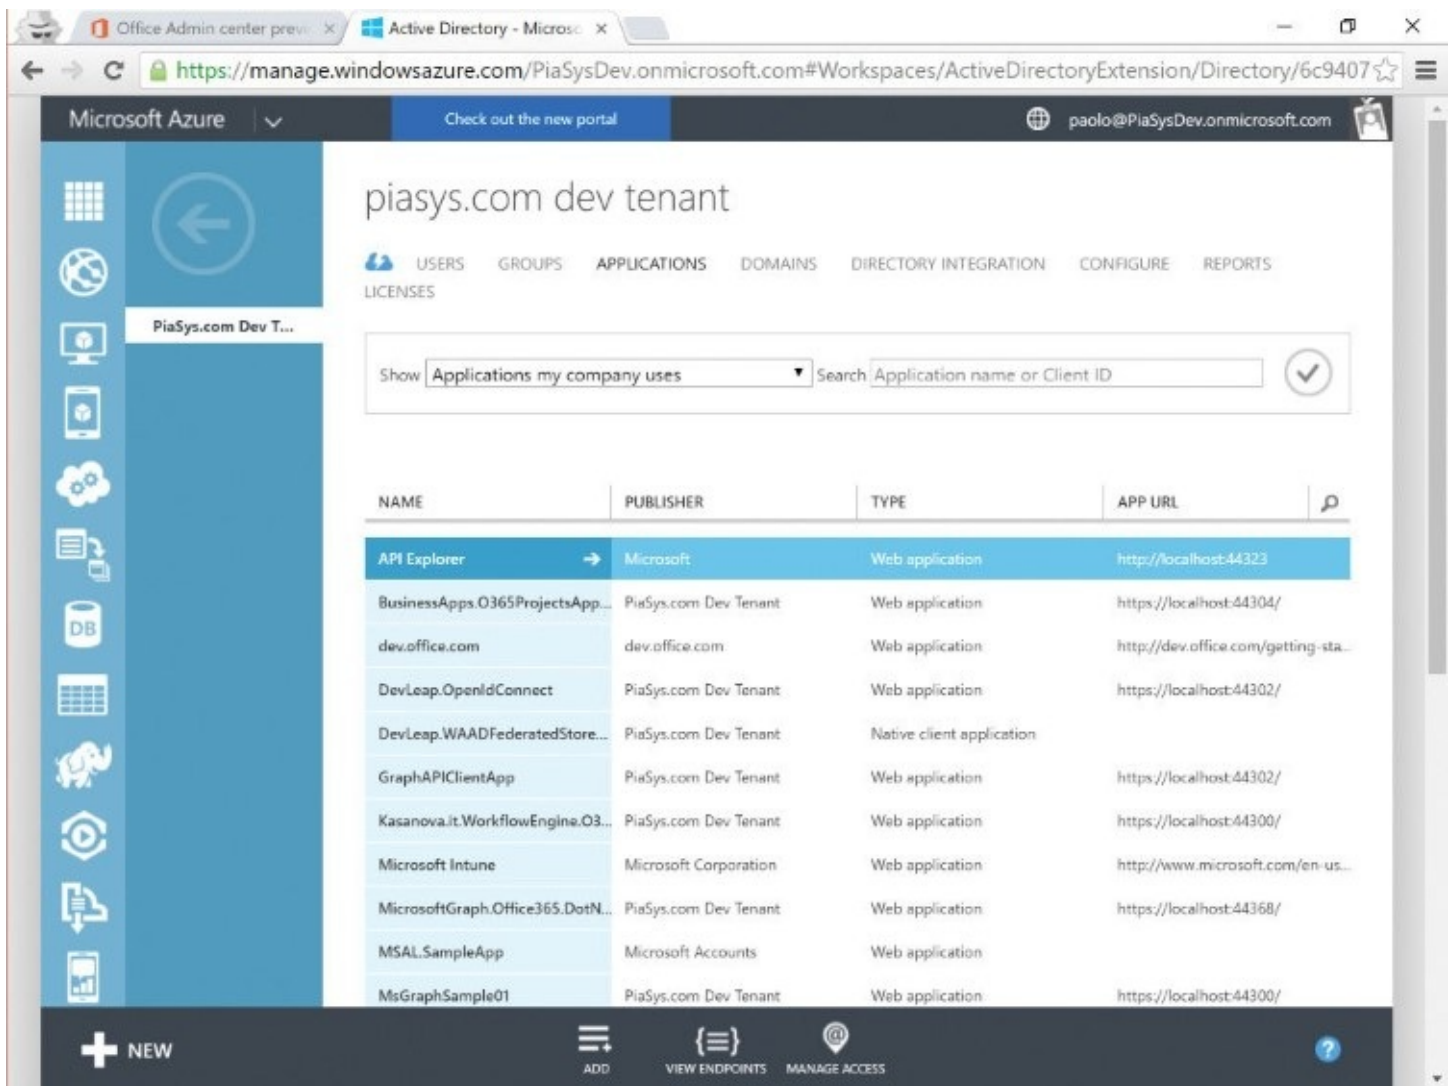 Office Admin center previ × Active Directory - Microso ×
https://manage.windowsazure.com/PiaSysDev.onmicrosoft.com#Workspaces/ActiveDirectoryExtension/Directory/6c9407
Microsoft Azure Check out the new portal paolo@PiaSysDev.onmicrosoft.com
piasys.com dev tenant
USERS GROUPS APPLICATIONS DOMAINS DIRECTORY INTEGRATION CONFIGURE REPORTS
LICENSES
PiaSys.com Dev T...
Show Applications my company uses Search Application name or Client ID
NAME PUBLISHER TYPE APP URL
API Explorer Microsoft Web application http://localhost:44323
BusinessApps.O365ProjectsApp... PiaSys.com Dev Tenant Web application https://localhost:44304/
dev.office.com dev.office.com Web application http://dev.office.com/getting-sta...
DevLeap.OpenIdConnect PiaSys.com Dev Tenant Web application https://localhost:44302/
DevLeap.WAADFederatedStore... PiaSys.com Dev Tenant Native client application
GraphAPIClientApp PiaSys.com Dev Tenant Web application https://localhost:44302/
Kasanova.it.WorkflowEngine.O3... PiaSys.com Dev Tenant Web application https://localhost:44300/
Microsoft Intune Microsoft Corporation Web application http://www.microsoft.com/en-us...
MicrosoftGraph.Office365.DotN... PiaSys.com Dev Tenant Web application https://localhost:44368/
MSAL.SampleApp Microsoft Accounts Web application
MsGraphSample01 PiaSys.com Dev Tenant Web application https://localhost:44300/
DB
NEW ADD VIEW ENDPOINTS MANAGE ACCESS ?